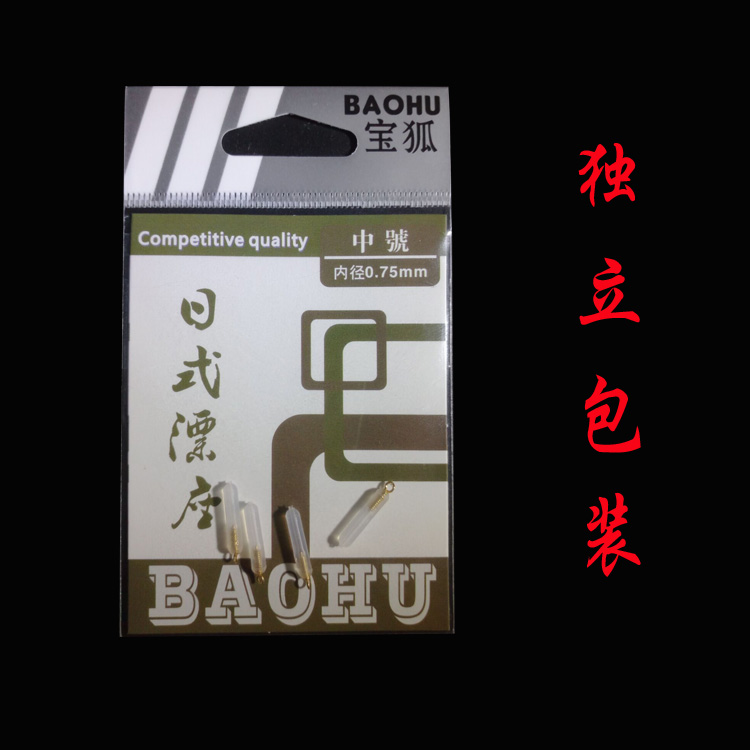 BAOHU
宝狐
Competitive quality
中號
内径0.75mm
日式漂座
BAOHU
独立包装